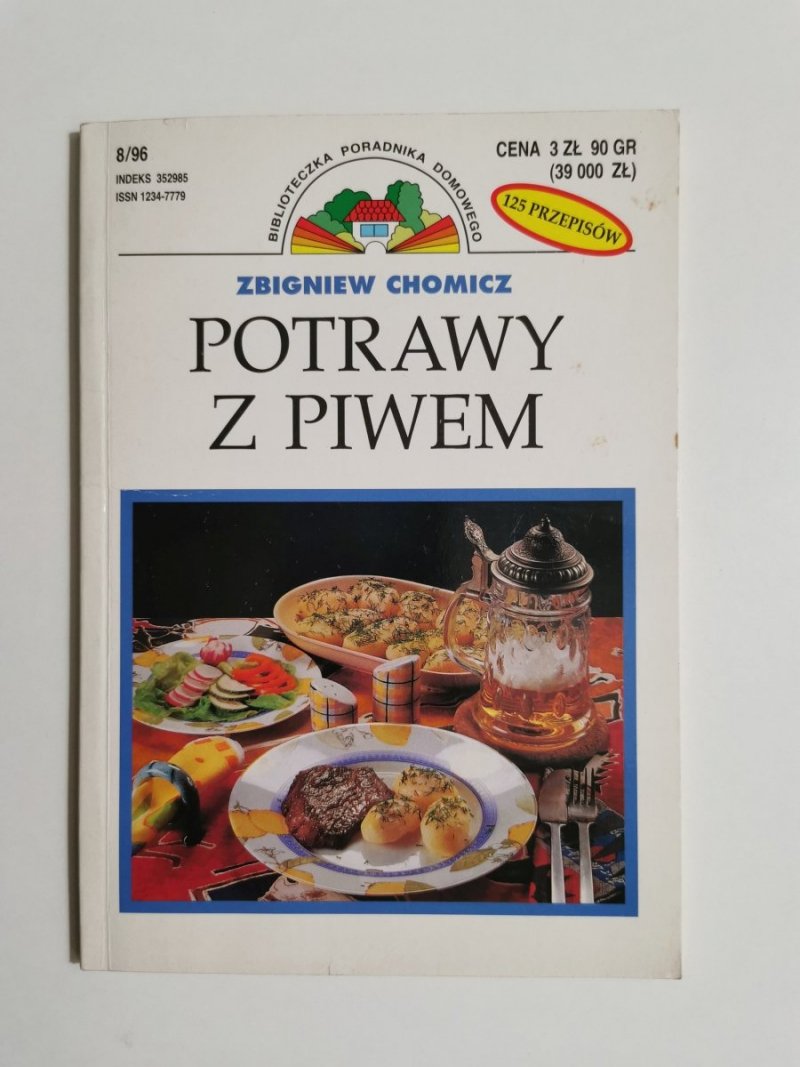 8/96
INDEKS 352985
ISSN 1234-7779
BIBLIOTECZKA PORADNIKA DOMOWEGO
CENA 3 ZŁ 90 GR
(39 000 ZŁ)
125 PRZEPISÓW
ZBIGNIEW CHOMICZ
POTRAWY
Z PIWEM